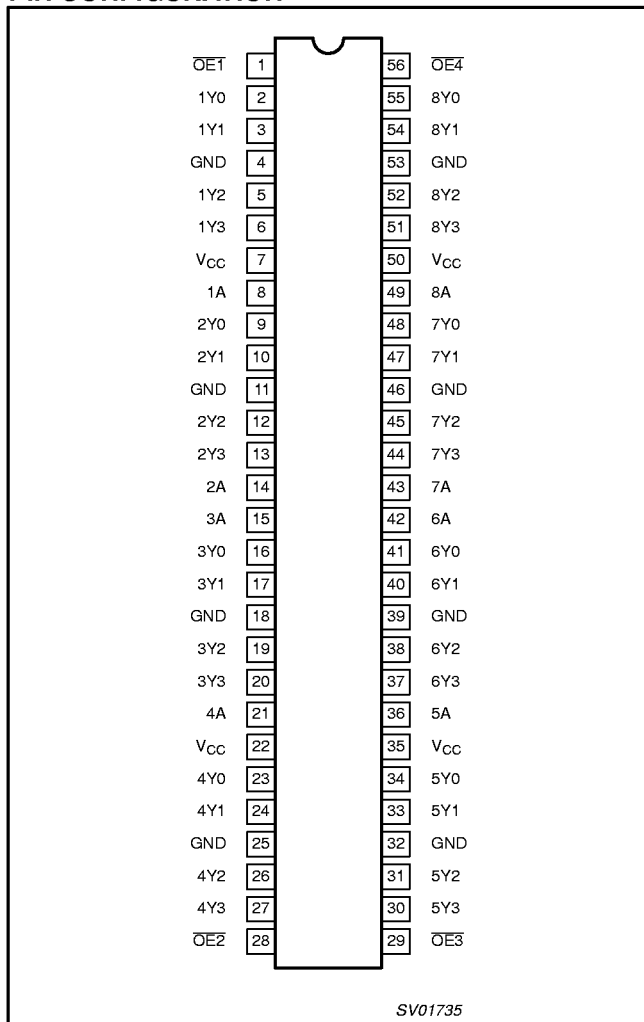 OE1 1 56 OE4
1Y0 2 55 8Y0
1Y1 3 54 8Y1
GND 4 53 GND
1Y2 5 52 8Y2
1Y3 6 51 8Y3
VCC 7 50 VCC
1A 8 49 8A
2Y0 9 48 7Y0
2Y1 10 47 7Y1
GND 11 46 GND
2Y2 12 45 7Y2
2Y3 13 44 7Y3
2A 14 43 7A
3A 15 42 6A
3Y0 16 41 6Y0
3Y1 17 40 6Y1
GND 18 39 GND
3Y2 19 38 6Y2
3Y3 20 37 6Y3
4A 21 36 5A
VCC 22 35 VCC
4Y0 23 34 5Y0
4Y1 24 33 5Y1
GND 25 32 GND
4Y2 26 31 5Y2
4Y3 27 30 5Y3
OE2 28 29 OE3
SV01735